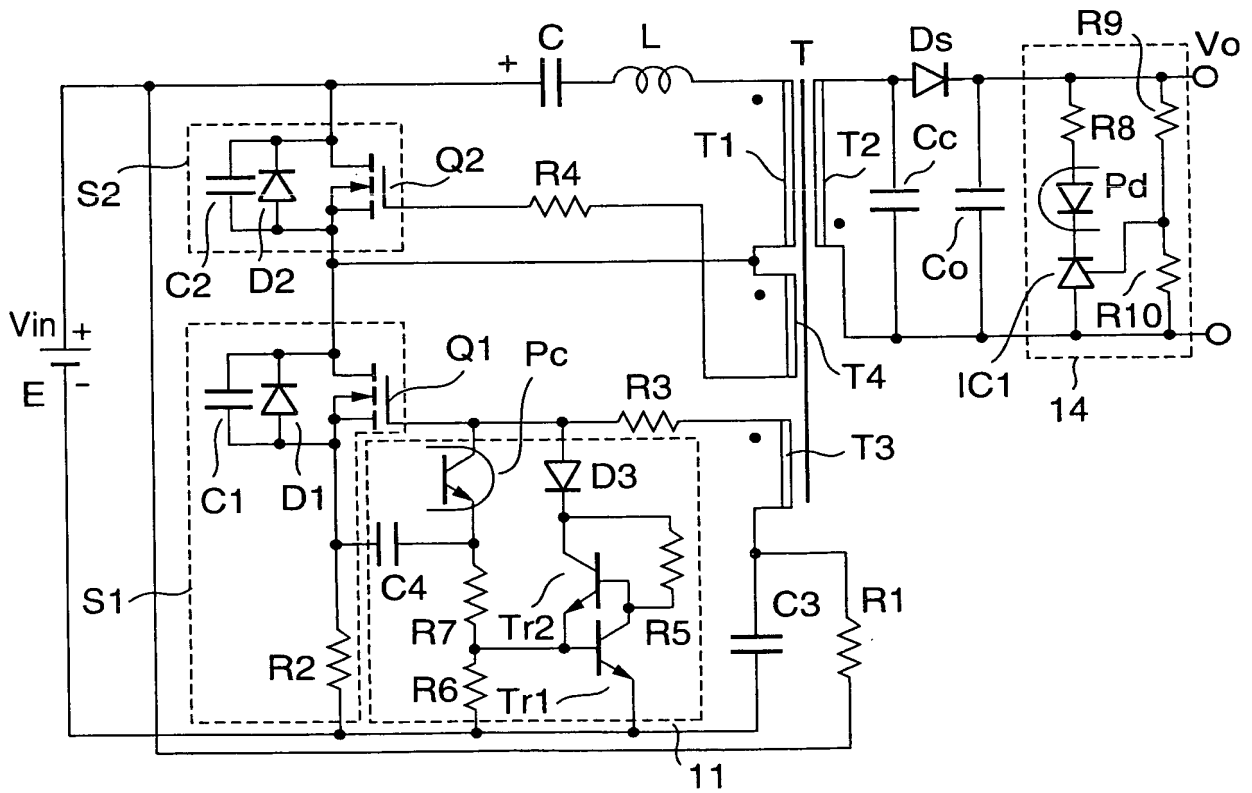 R9
C
L
T
Ds
Vo
+
R8
T1
T2
Cc
Pd
S2
Q2
R4
C2
D2
Co
R10
Vin
+
E
-
Q1
Pc
R3
T4
IC1
14
C1
D1
D3
T3
S1
C4
R7
Tr2
R5
C3
R1
R2
R6
Tr1
11